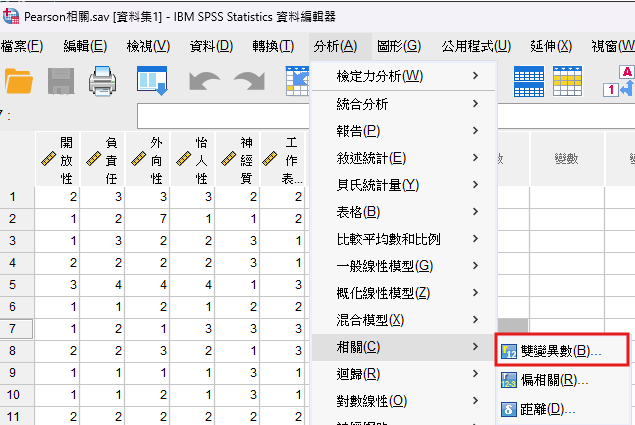 Pearson相關.sav [資料集1] - IBM SPSS Statistics 資料編輯器
檔案(F) 編輯(E) 檢視(V) 資料(D) 轉換(T) 分析(A) 圖形(G) 公用程式(U) 延伸(X) 視窗(W
7 :
開放性 負責任 外向性 怡人性 神經質 工作表... 數 變數
1 2 3 3 3 2 2
2 1 2 7 1 1 2
3 1 3 2 2 3 1
4 2 2 2 2 3 1
5 3 4 4 4 1 3
6 1 1 2 1 2 2
7 1 2 1 3 3 3
8 2 2 3 2 1 3
9 1 1 1 1 3 1
10 1 1 2 1 3 1
11 2 2 2 2 3 2
檢定力分析(W)
統合分析
報告(P)
敘述統計(E)
貝氏統計量(Y)
表格(B)
比較平均數和比例
一般線性模型(G)
概化線性模型(Z)
混合模型(X)
相關(C)
迴歸(R)
對數線性(O)
雙變異數(B)...
偏相關(R)...
距離(D)...